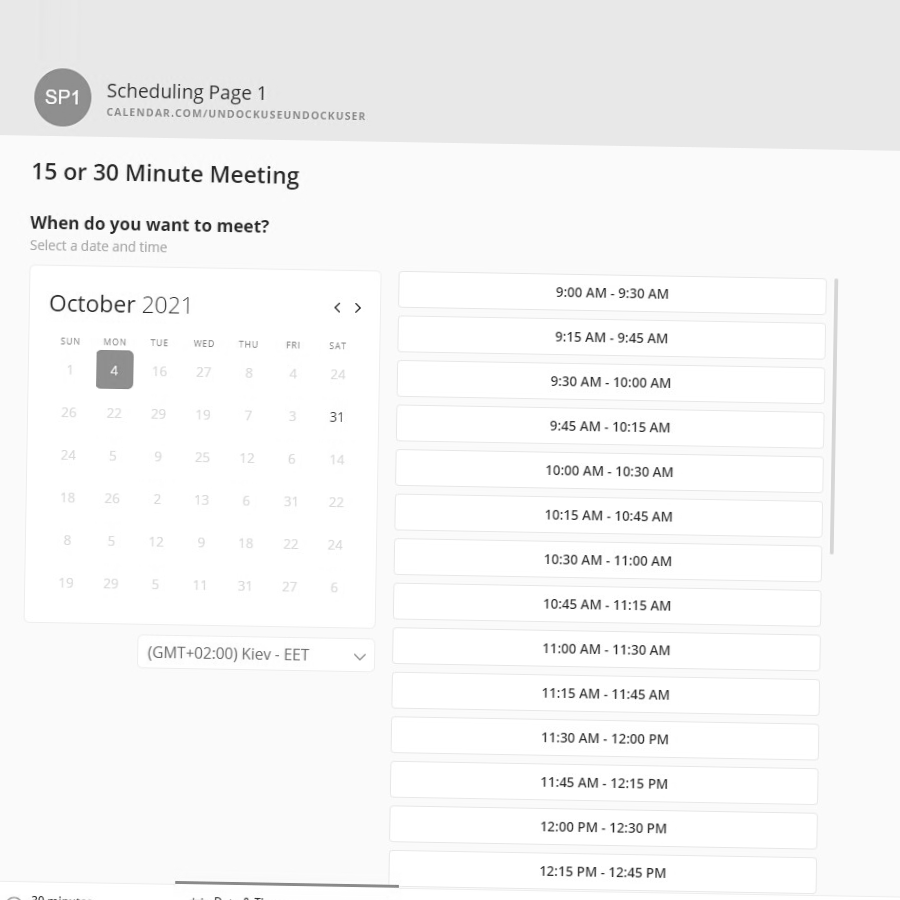 SP1
Scheduling Page 1
CALENDAR.COM/UNDOCKUSEUNDOCKUSER
15 or 30 Minute Meeting
When do you want to meet?
Select a date and time
October 2021
SUN MON TUE WED THU FRI SAT
1 4 16 27 8 4 24
26 22 29 19 7 3 31
24 5 9 25 12 6 14
18 26 2 13 6 31 22
8 5 12 9 18 22 24
19 29 5 11 31 27 6
(GMT+02:00) Kiev - EET
9:00 AM - 9:30 AM
9:15 AM - 9:45 AM
9:30 AM - 10:00 AM
9:45 AM - 10:15 AM
10:00 AM - 10:30 AM
10:15 AM - 10:45 AM
10:30 AM - 11:00 AM
10:45 AM - 11:15 AM
11:00 AM - 11:30 AM
11:15 AM - 11:45 AM
11:30 AM - 12:00 PM
11:45 AM - 12:15 PM
12:00 PM - 12:30 PM
12:15 PM - 12:45 PM